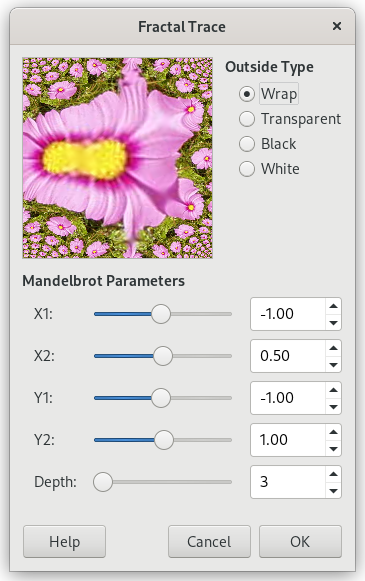 Fractal Trace
Outside Type
Wrap
Transparent
Black
White
Mandelbrot Parameters
X1: -1.00
X2: 0.50
Y1: -1.00
Y2: 1.00
Depth: 3
Help Cancel OK